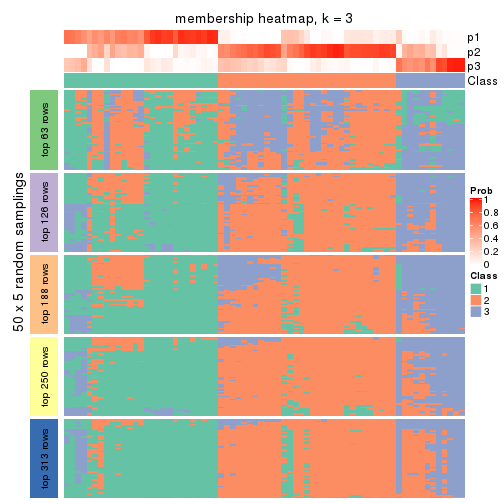 membership heatmap, k = 3
p1
p2
p3
Class
50 x 5 random samplings
top 63 rows
top 126 rows
top 188 rows
top 250 rows
top 313 rows
Prob
1
0.8
0.6
0.4
0.2
0
Class
1
2
3